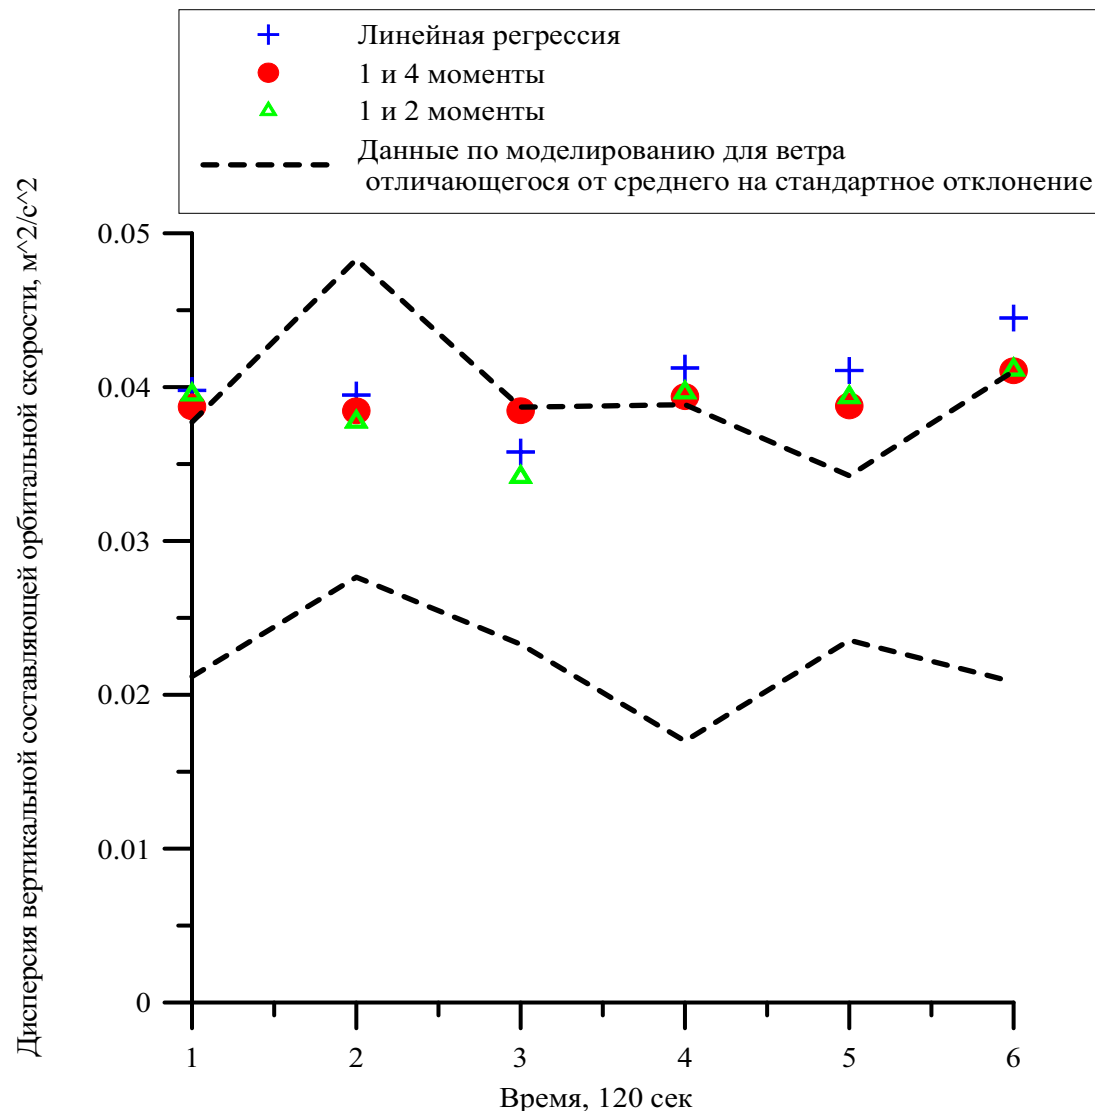 Линейная регрессия
1 и 4 моменты
1 и 2 моменты
Данные по моделированию для ветра
отличающегося от среднего на стандартное отклонение
Дисперсия вертикальной составляющей орбитальной скорости, м^2/с^2
0.05
0.04
0.03
0.02
0.01
0
1 2 3 4 5 6
Время, 120 сек